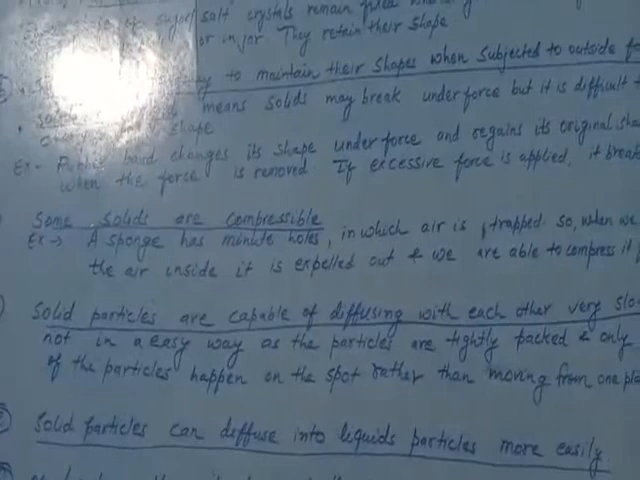 of sugar/salt crystals remain fixed
or in jar. They retain their shape
to maintain their shapes when subjected to outside
means solids may break under force but it is difficult
shape
Ex- band changes its shape under force and regains its original
when the force is removed. If excessive force is applied, it
Some solids are compressible
Ex → A sponge has minute holes, in which air is trapped. So, when we
the air inside it is expelled out & we are able to compress it
Solid particles are capable of diffusing with each other very
not in a easy way as the particles are tightly packed & only
of the particles happen on the spot rather than moving from one
Solid particles can diffuse into liquids particles more easily.